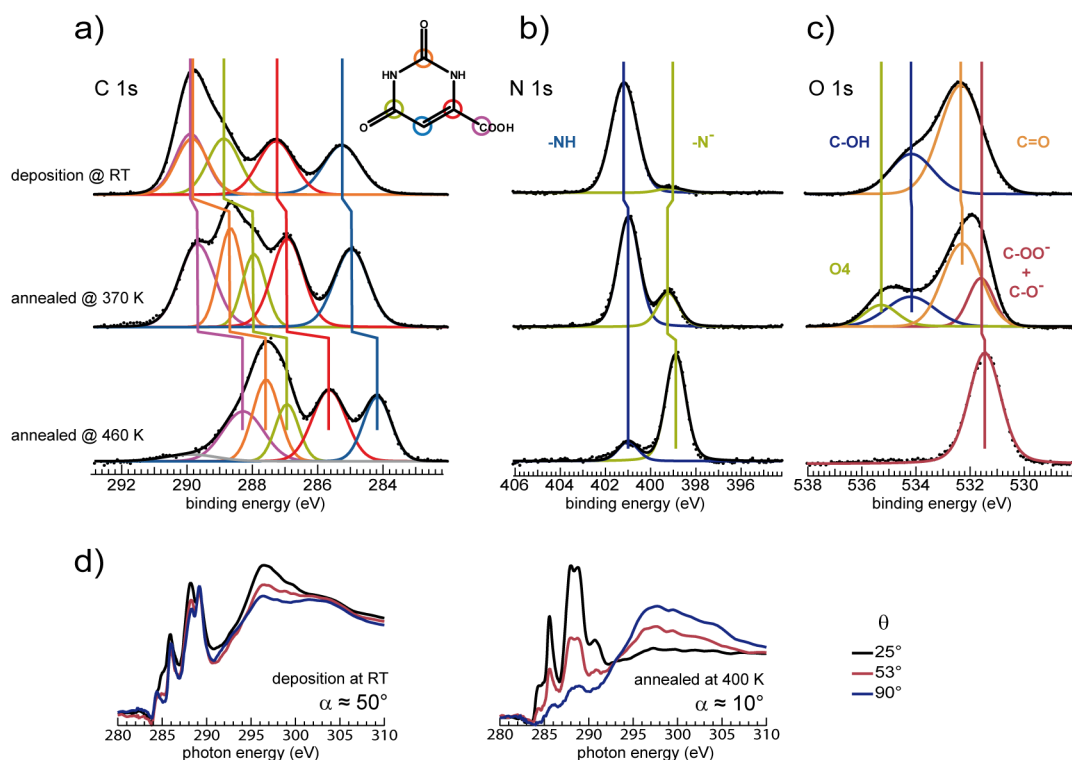 a)
b)
c)
C 1s
O
NH
NH
O
COOH
N 1s
O 1s
-NH
-N⁻
C-OH
C=O
deposition @ RT
O4
C-OO⁻
+
C-O⁻
annealed @ 370 K
annealed @ 460 K
292 290 288 286 284
binding energy (eV)
406 404 402 400 398 396
binding energy (eV)
538 536 534 532 530
binding energy (eV)
d)
deposition at RT
α ≈ 50°
280 285 290 295 300 305 310
photon energy (eV)
annealed at 400 K
α ≈ 10°
280 285 290 295 300 305 310
photon energy (eV)
θ
25°
53°
90°